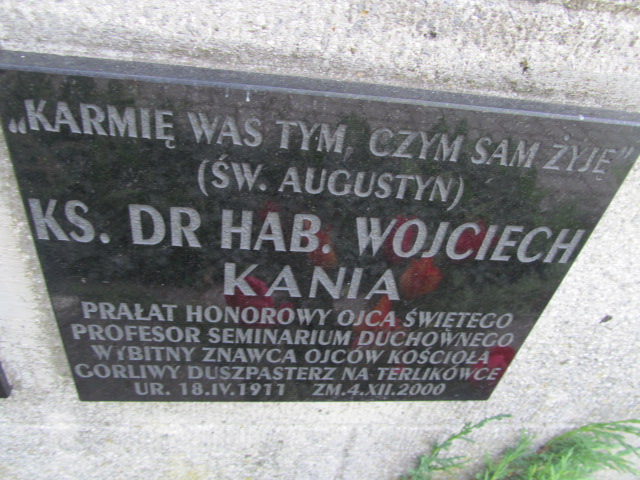 „KARMIĘ WAS TYM, CZYM SAM ŻYJĘ"
(ŚW. AUGUSTYN)
KS. DR HAB. WOJCIECH
KANIA
PRAŁAT HONOROWY OJCA ŚWIĘTEGO
PROFESOR SEMINARIUM DUCHOWNEGO
WYBITNY ZNAWCA OJCÓW KOŚCIOŁA
GORLIWY DUSZPASTERZ NA TERLIKÓWCE
UR. 18.IV.1911 ZM.4.XII.2000